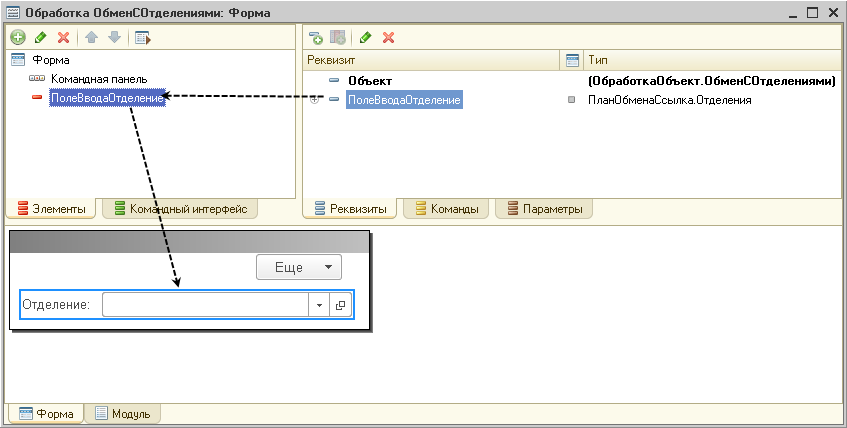 Обработка ОбменСОтделениями: Форма
Форма
Командная панель
ПолеВводаОтделение
Элементы
Командный интерфейс
Реквизит
Тип
Объект
(ОбработкаОбъект.ОбменСОтделениями)
ПолеВводаОтделение
ПланОбменаСсылка.Отделения
Реквизиты
Команды
Параметры
Еще
Отделение:
Форма
Модуль